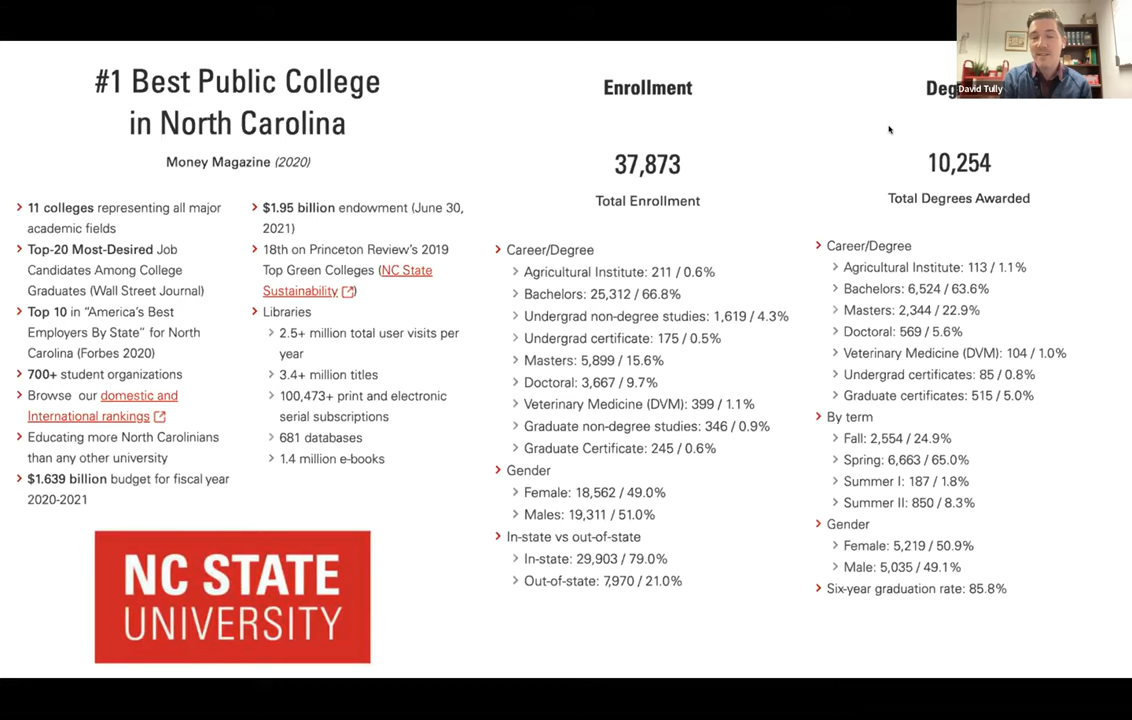 #1 Best Public College
in North Carolina
Money Magazine (2020)
11 colleges representing all major
academic fields
Top-20 Most-Desired Job
Candidates Among College
Graduates (Wall Street Journal)
Top 10 in “America’s Best
Employers By State” for North
Carolina (Forbes 2020)
700+ student organizations
Browse our domestic and
International rankings
Educating more North Carolinians
than any other university
$1.639 billion budget for fiscal year
2020-2021
$1.95 billion endowment (June 30,
2021)
18th on Princeton Review’s 2019
Top Green Colleges (NC State
Sustainability)
Libraries
2.5+ million total user visits per
year
3.4+ million titles
100,473+ print and electronic
serial subscriptions
681 databases
1.4 million e-books
NC STATE
UNIVERSITY
Enrollment
37,873
Total Enrollment
Career/Degree
Agricultural Institute: 211 / 0.6%
Bachelors: 25,312 / 66.8%
Undergrad non-degree studies: 1,619 / 4.3%
Undergrad certificate: 175 / 0.5%
Masters: 5,899 / 15.6%
Doctoral: 3,667 / 9.7%
Veterinary Medicine (DVM): 399 / 1.1%
Graduate non-degree studies: 346 / 0.9%
Graduate Certificate: 245 / 0.6%
Gender
Female: 18,562 / 49.0%
Males: 19,311 / 51.0%
In-state vs out-of-state
In-state: 29,903 / 79.0%
Out-of-state: 7,970 / 21.0%
Deg
10,254
Total Degrees Awarded
Career/Degree
Agricultural Institute: 113 / 1.1%
Bachelors: 6,524 / 63.6%
Masters: 2,344 / 22.9%
Doctoral: 569 / 5.6%
Veterinary Medicine (DVM): 104 / 1.0%
Undergrad certificates: 85 / 0.8%
Graduate certificates: 515 / 5.0%
By term
Fall: 2,554 / 24.9%
Spring: 6,663 / 65.0%
Summer I: 187 / 1.8%
Summer II: 850 / 8.3%
Gender
Female: 5,219 / 50.9%
Male: 5,035 / 49.1%
Six-year graduation rate: 85.8%
David Tully